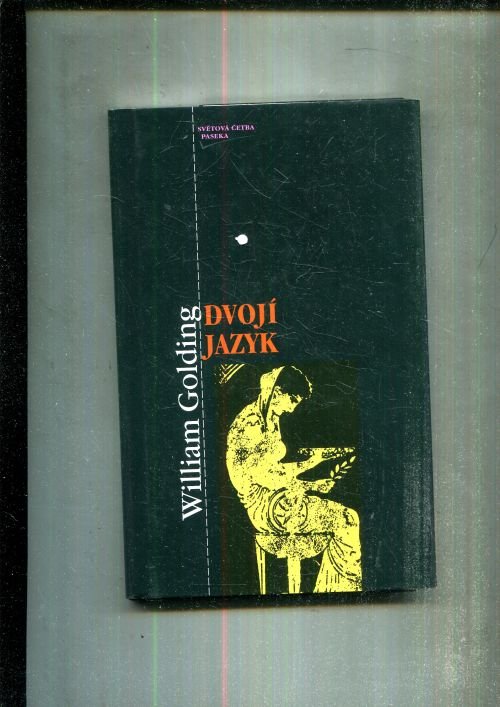 SVĚTOVÁ ČETBA
PASEKA
William Golding
DVOJÍ
JAZYK